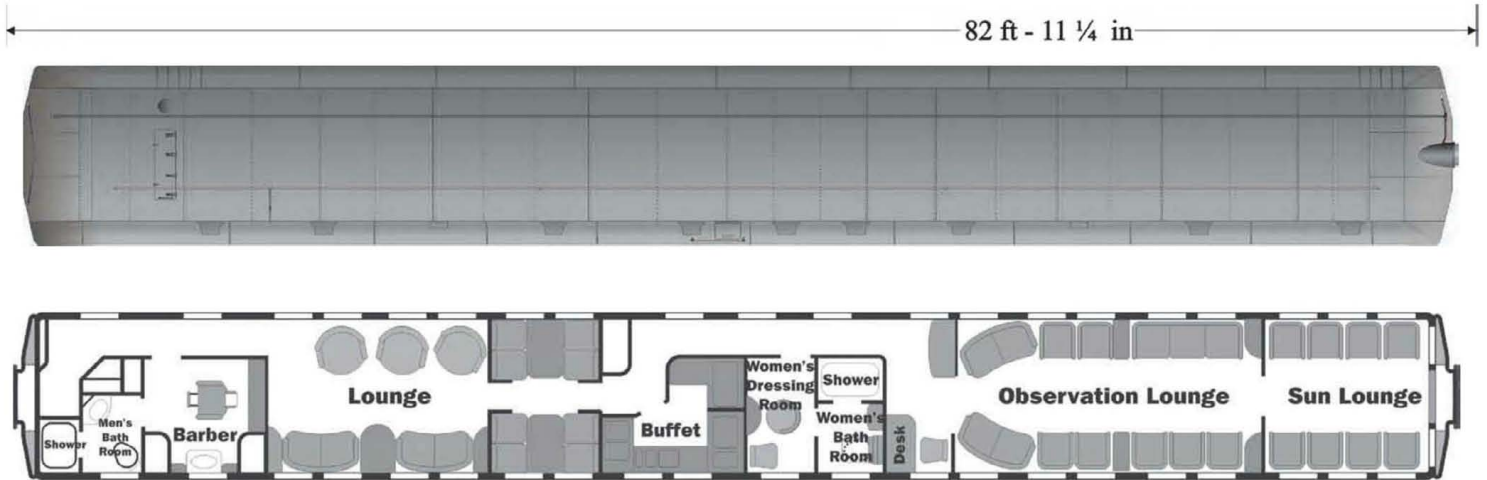 82 ft - 11 ¼ in
Lounge
Observation Lounge
Sun Lounge
Women's
Dressing
Room
Shower
Women's
Bath
Room
Buffet
Desk
Shower
Men's
Bath
Room
Barber